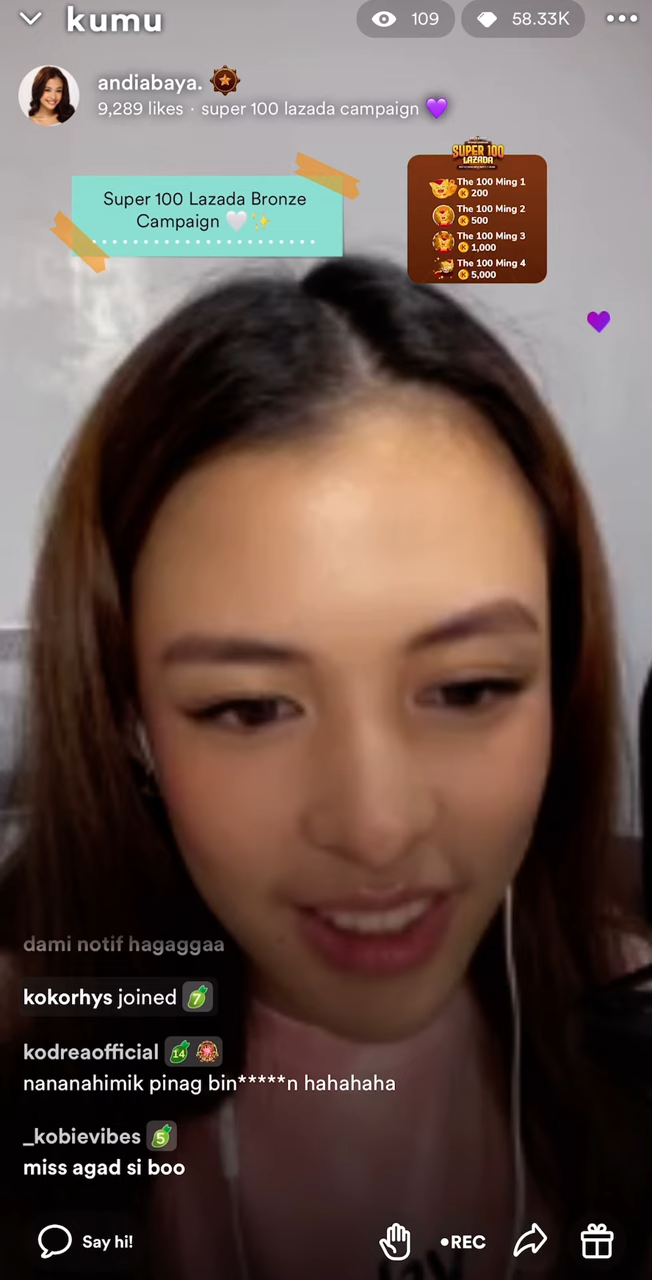 kumu
109
58.33K
andiabaya.
9,289 likes · super 100 lazada campaign 💜
Super 100 Lazada Bronze
Campaign 🤍✨
SUPER 100
LAZADA
The 100 Ming 1
200
The 100 Ming 2
500
The 100 Ming 3
1,000
The 100 Ming 4
5,000
dami notif hagaggaa
kokorhys joined 7
kodreaofficial 14
nananahimik pinag bin*****n hahahaha
_kobievibes 5
miss agad si boo
Say hi!
•REC